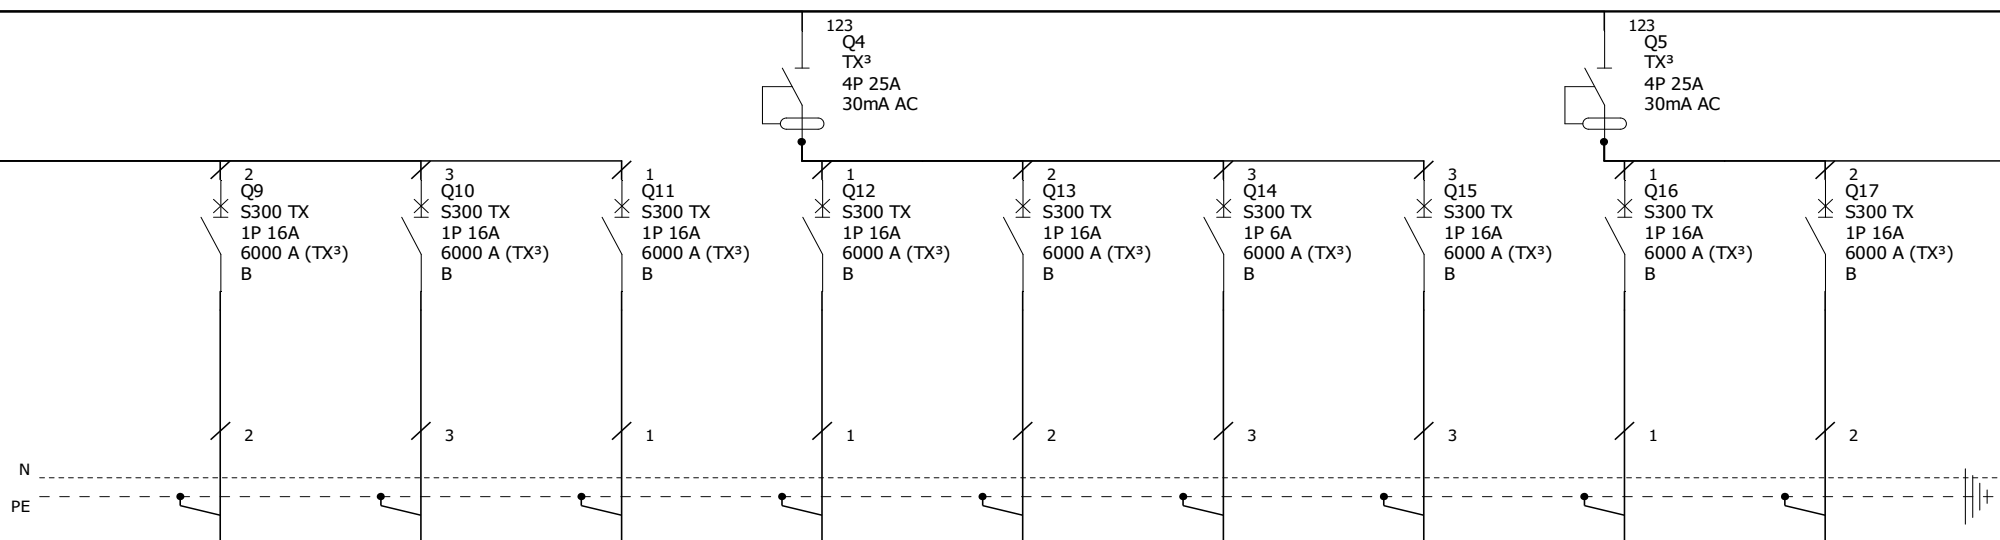 123
Q4
TX³
4P 25A
30mA AC
123
Q5
TX³
4P 25A
30mA AC
2
Q9
S300 TX
1P 16A
6000 A (TX³)
B
3
Q10
S300 TX
1P 16A
6000 A (TX³)
B
1
Q11
S300 TX
1P 16A
6000 A (TX³)
B
1
Q12
S300 TX
1P 16A
6000 A (TX³)
B
2
Q13
S300 TX
1P 16A
6000 A (TX³)
B
3
Q14
S300 TX
1P 6A
6000 A (TX³)
B
3
Q15
S300 TX
1P 16A
6000 A (TX³)
B
1
Q16
S300 TX
1P 16A
6000 A (TX³)
B
2
Q17
S300 TX
1P 16A
6000 A (TX³)
B
2
3
1
1
2
3
3
1
2
N
PE